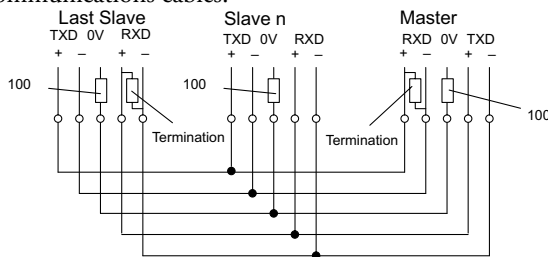 mmunications cables.
Last Slave Slave n Master
TXD 0V RXD TXD 0V RXD RXD 0V TXD
+ – + – + – + – + – + –
100 100 100
Termination Termination